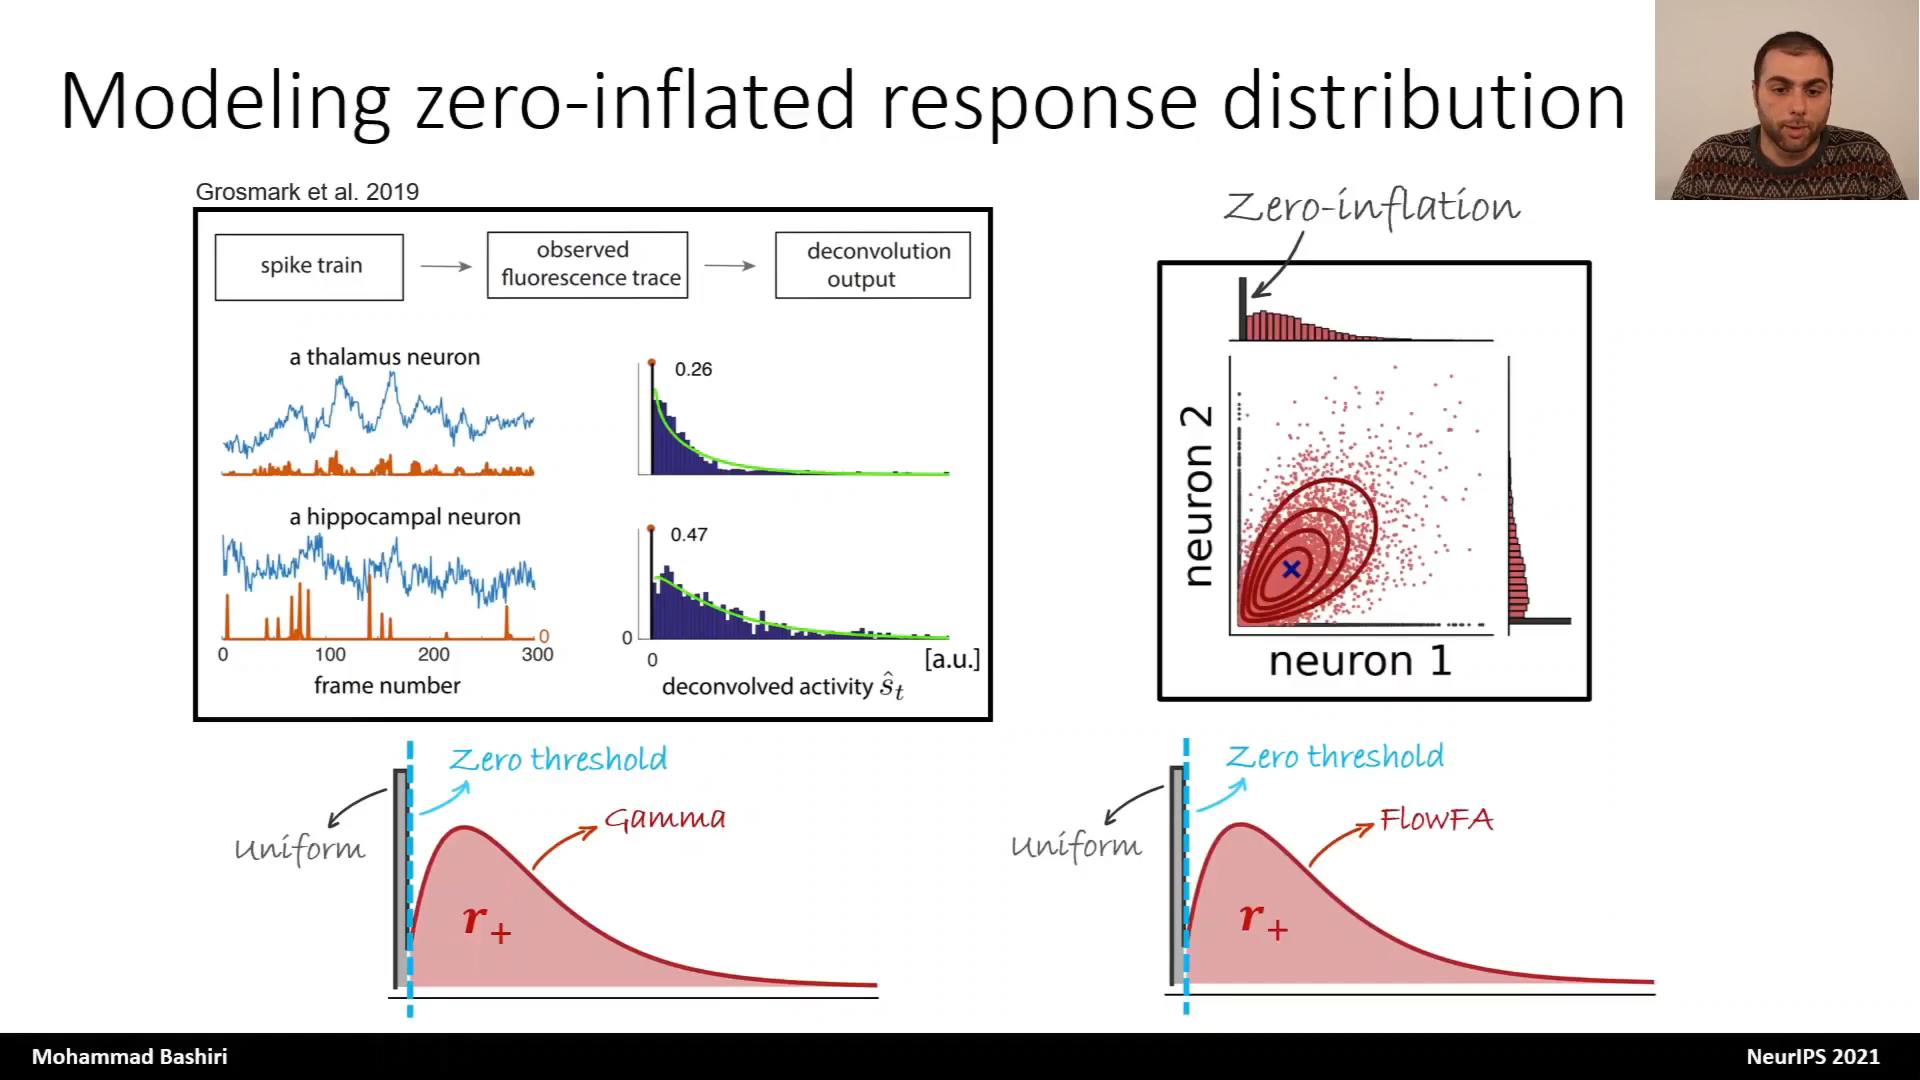 Modeling zero-inflated response distribution
Grosmark et al. 2019
spike train
observed
fluorescence trace
deconvolution
output
a thalamus neuron
0.26
a hippocampal neuron
0.47
0
0
0 100 200 300
0
[a.u.]
frame number
deconvolved activity ŝt
Zero-inflation
neuron 2
neuron 1
Zero threshold
Gamma
Uniform
r+
Zero threshold
FlowFA
Uniform
r+
Mohammad Bashiri
NeurIPS 2021